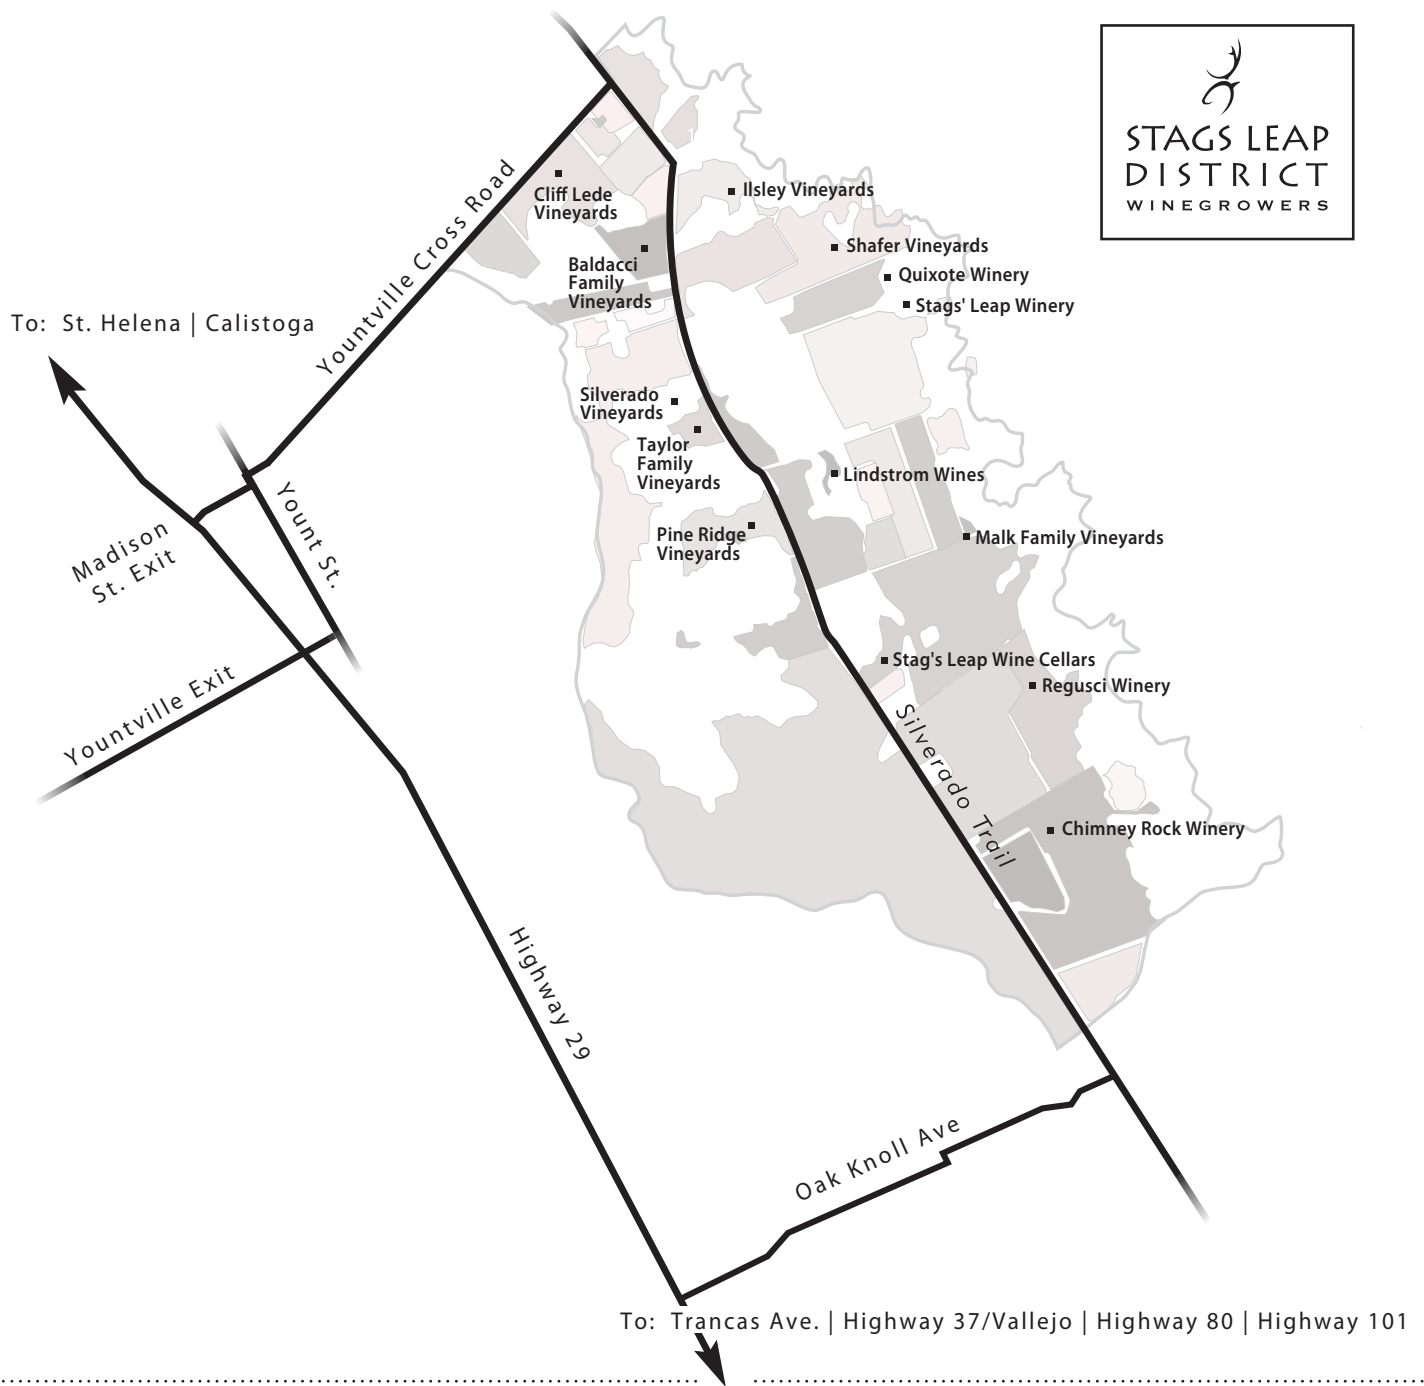 STAGS LEAP
DISTRICT
WINEGROWERS
Yountville Cross Road
Cliff Lede
Vineyards
Ilsley Vineyards
Baldacci
Family
Vineyards
Shafer Vineyards
Quixote Winery
Stags' Leap Winery
To: St. Helena | Calistoga
Silverado
Vineyards
Taylor
Family
Vineyards
Lindstrom Wines
Pine Ridge
Vineyards
Malk Family Vineyards
Yount St.
Madison
St. Exit
Yountville Exit
Stag's Leap Wine Cellars
Regusci Winery
Silverado Trail
Chimney Rock Winery
Highway 29
Oak Knoll Ave
To: Trancas Ave. | Highway 37/Vallejo | Highway 80 | Highway 101